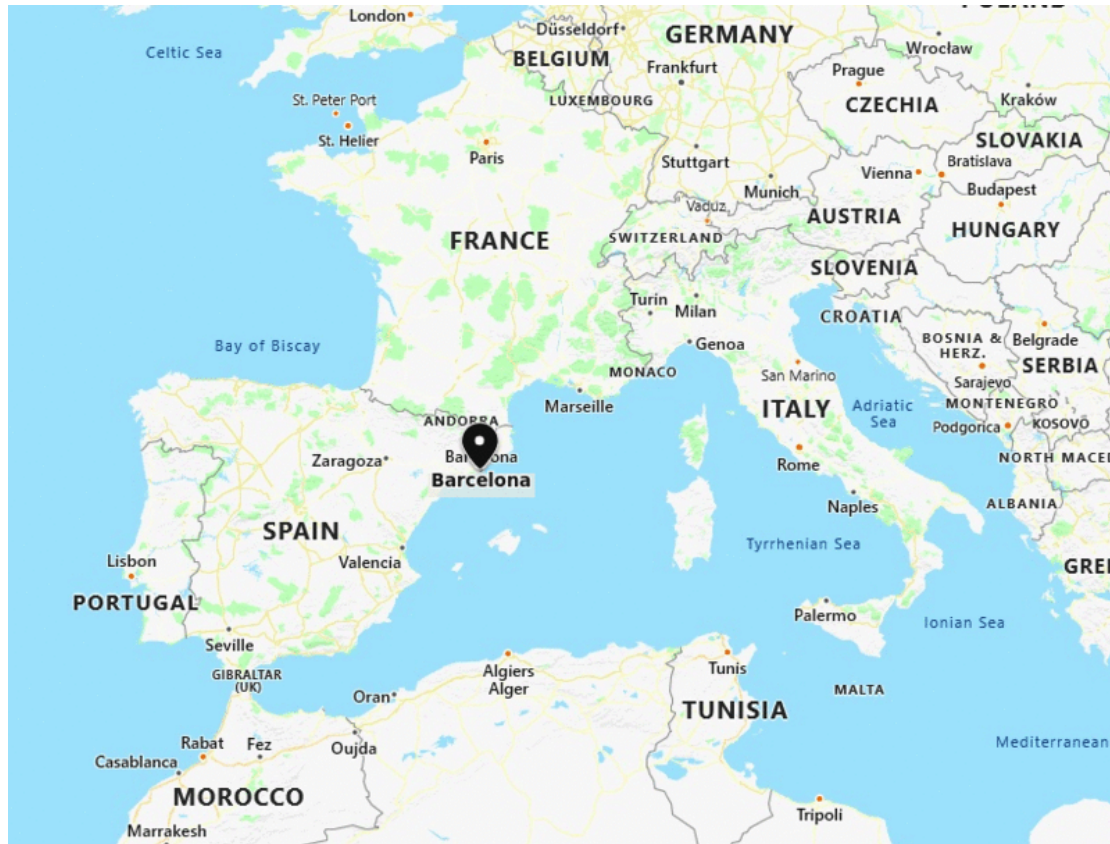 London
POLAND
Düsseldorf
GERMANY
Celtic Sea
BELGIUM
Wrocław
Frankfurt
Prague
St. Peter Port
LUXEMBOURG
CZECHIA
Kraków
St. Helier
Paris
Stuttgart
SLOVAKIA
Vienna
Bratislava
Munich
Budapest
Vaduz
AUSTRIA
FRANCE
SWITZERLAND
HUNGARY
SLOVENIA
Turin
Milan
CROATIA
Bay of Biscay
Genoa
BOSNIA &
HERZ.
Belgrade
MONACO
San Marino
SERBIA
Sarajevo
Marseille
ITALY
Adriatic
Sea
MONTENEGRO
ANDORRA
Podgorica
KOSOVO
Zaragoza
Barcelona
Rome
NORTH MACED
Barcelona
Naples
ALBANIA
SPAIN
Tyrrhenian Sea
Lisbon
Valencia
GREE
PORTUGAL
Palermo
Ionian Sea
Seville
GIBRALTAR
(UK)
Algiers
Alger
Tunis
Oran
MALTA
TUNISIA
Rabat
Fez
Oujda
Mediterranean
Casablanca
MOROCCO
Tripoli
Marrakesh